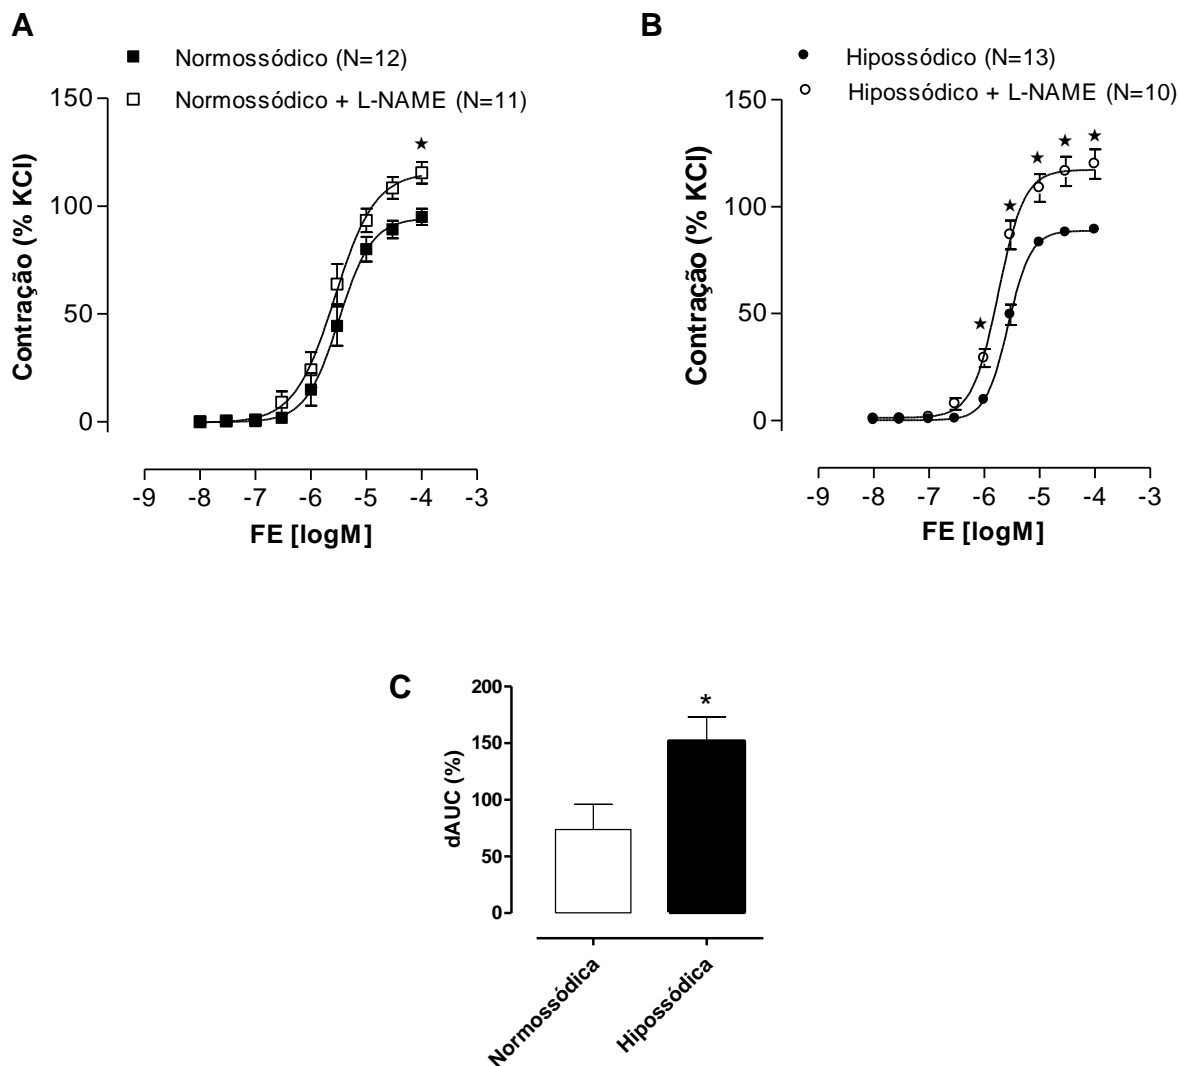 A
Normossódico (N=12)
Normossódico + L-NAME (N=11)
150
100
50
0
Contração (% KCl)
-9 -8 -7 -6 -5 -4 -3
FE [logM]
B
Hipossódico (N=13)
Hipossódico + L-NAME (N=10)
150
100
50
0
Contração (% KCl)
-9 -8 -7 -6 -5 -4 -3
FE [logM]
C
200
150
100
50
0
dAUC (%)
*
Normossódica
Hipossódica